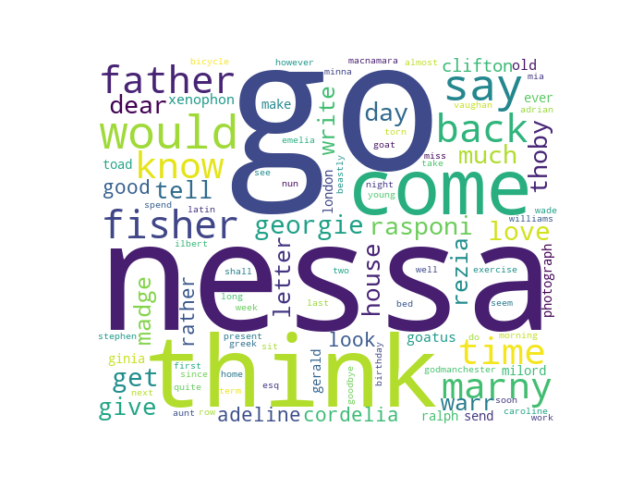 bicycle however macnamara almost
father minna clifton old
go say mia
dear xenophon make day write ever vaughan adrian
would emelia torn goat back thoby
know see beastly miss much
toad nun night take
good tell london young come
spend latin wade
fisher georgie rasponi love williams
ilbert letter house rezia photograph
nessa
madge rather shall two well exercise
long week last bed seem
stephen present greek sit look goatus do morning
think time
ginia first since home gerald birthday godmanchester milord
get next quite term esq goodbye marny
give aunt row adeline cordelia ralph warr send soon caroline work